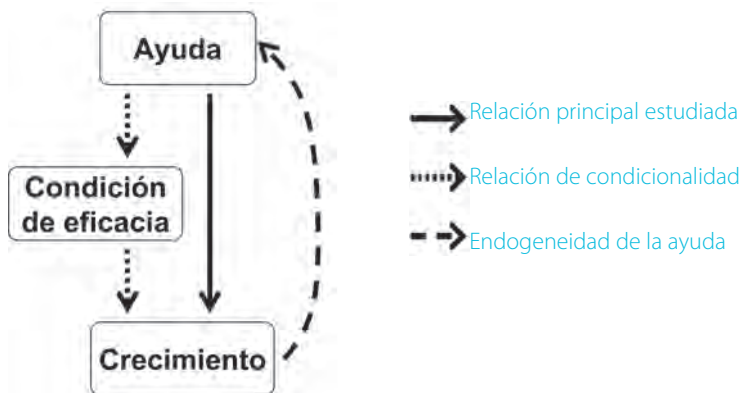 Ayuda
Condición
de eficacia
Crecimiento
Relación principal estudiada
Relación de condicionalidad
Endogeneidad de la ayuda